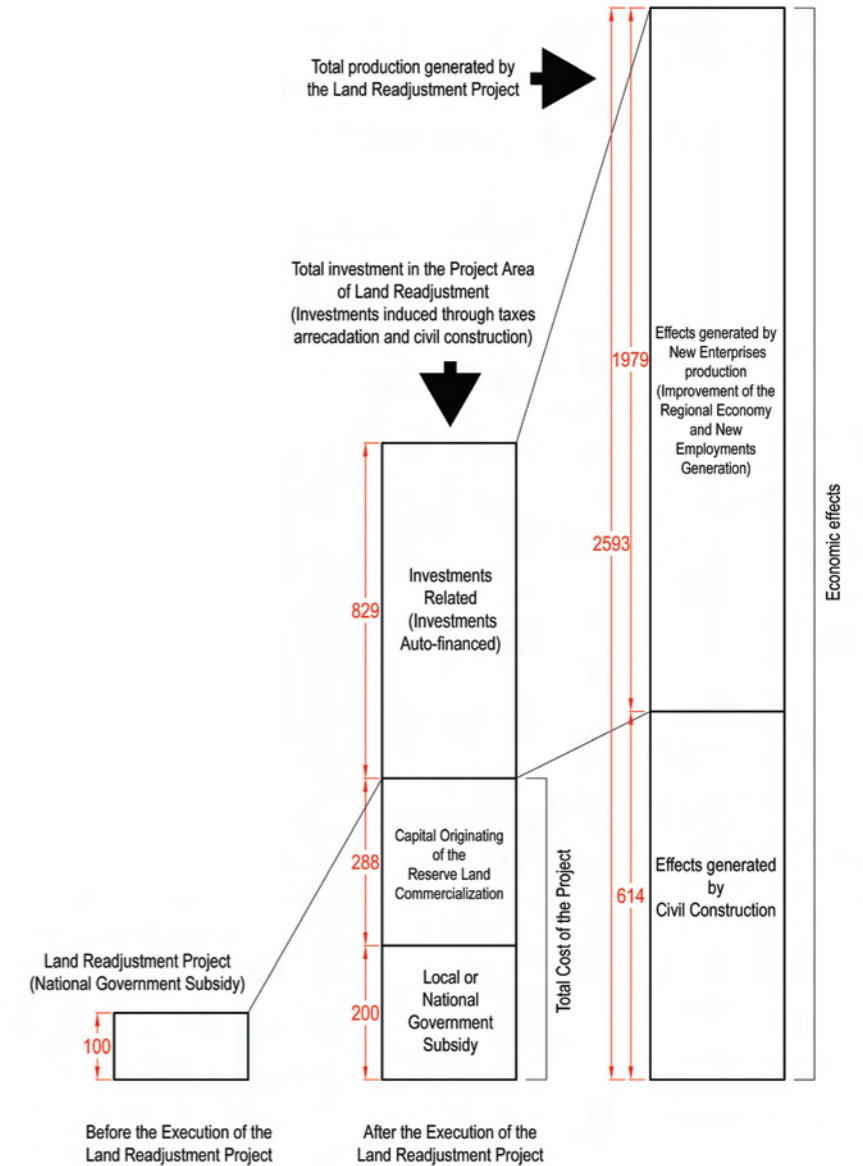 Total production generated by
the Land Readjustment Project
Total investment in the Project Area
of Land Readjustment
(Investments induced through taxes
arrecadation and civil construction)
1979
Effects generated by
New Enterprises
production
(Improvement of the
Regional Economy
and New
Employments
Generation)
2593
Economic effects
829
Investments
Related
(Investments
Auto-financed)
288
Capital Originating
of the
Reserve Land
Commercialization
Total Cost of the Project
614
Effects generated
by
Civil Construction
Land Readjustment Project
(National Government Subsidy)
100
200
Local or
National
Government
Subsidy
Before the Execution of the
Land Readjustment Project
After the Execution of the
Land Readjustment Project